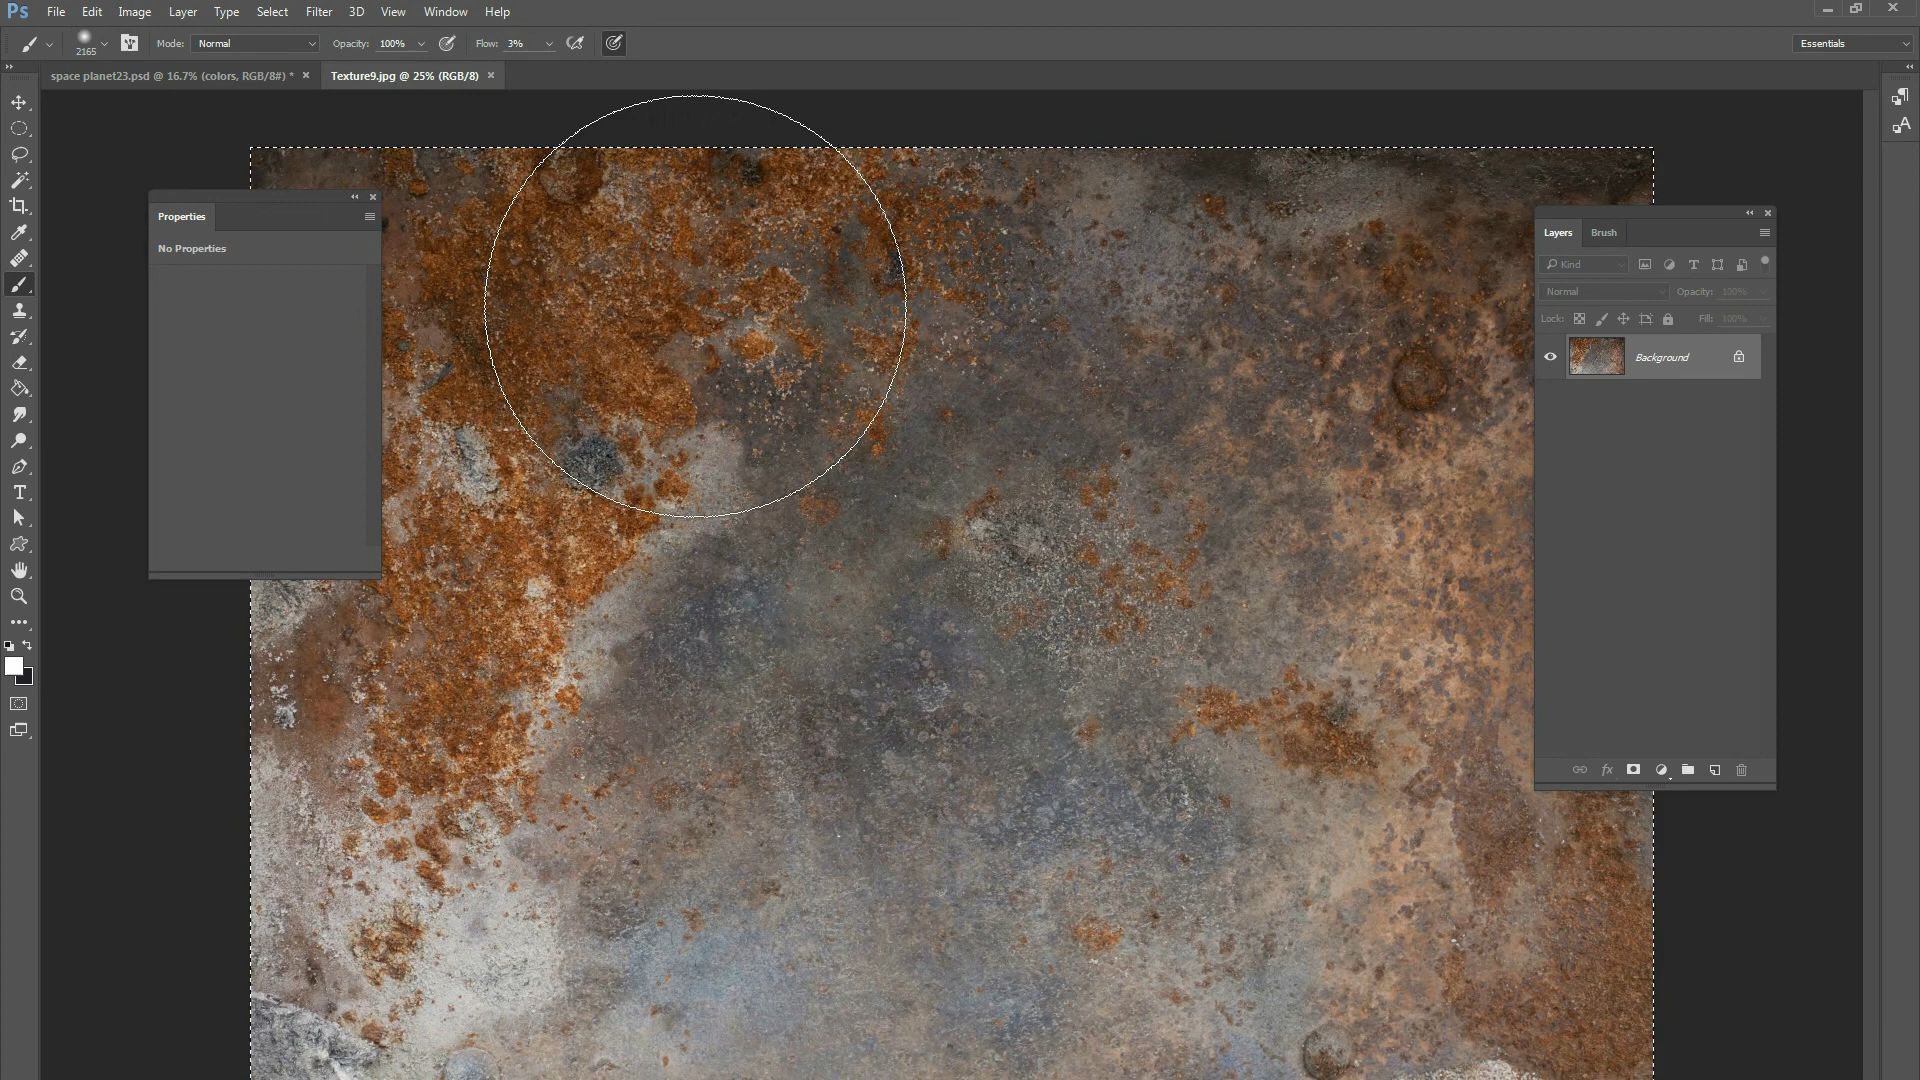 Ps File Edit Image Layer Type Select Filter 3D View Window Help
2165 Mode: Normal Opacity: 100% Flow: 3% Essentials
space planet23.psd @ 16.7% (colors, RGB/8#) * × Texture9.jpg @ 25% (RGB/8) ×
Properties
No Properties
Layers Brush
Kind
Normal Opacity: 100%
Lock: Fill: 100%
Background
fx